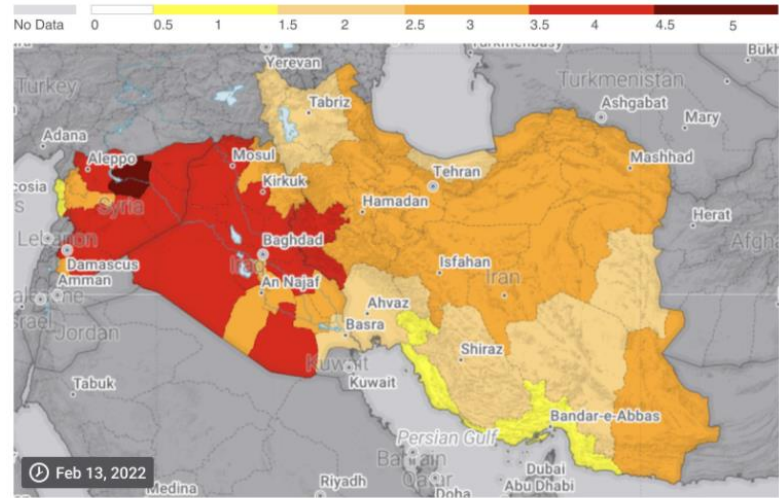 No Data 0 0.5 1 1.5 2 2.5 3 3.5 4 4.5 5
Turkmenbasy
Yerevan
Turkey
Turkmenistan
Tabriz
Ashgabat
Adana
Mary
Aleppo
Mosul
Tehran
Mashhad
cosia
Kirkuk
Syria
Hamadan
Herat
Lebanon
Baghdad
Iraq
Isfahan
Damascus
Iran
Amman
An Najaf
Ahvaz
Jordan
Basra
Shiraz
Kuwait
Kuwait
Tabuk
Bandar-e-Abbas
Persian Gulf
Feb 13, 2022
Medina
Riyadh
Doha
Dubai
Abu Dhabi